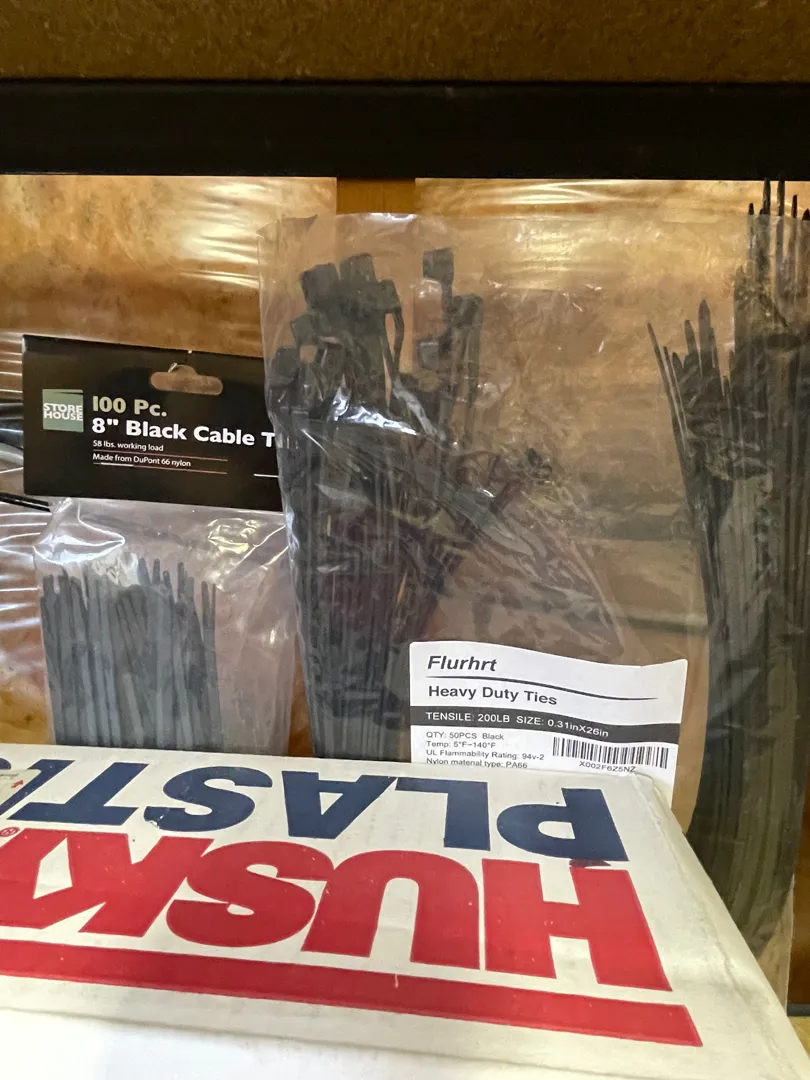 STORE
HOUSE
100 Pc.
8" Black Cable T
58 lbs. working load
Made from DuPont 66 nylon
Flurhrt
Heavy Duty Ties
TENSILE: 200LB SIZE: 0.31inX26in
QTY: 50PCS Black
Temp: 5°F~140°F
UL Flammability Rating: 94v-2
Nylon material type: PA66
X002F6Z5NZ
HUSKY®
PLAST